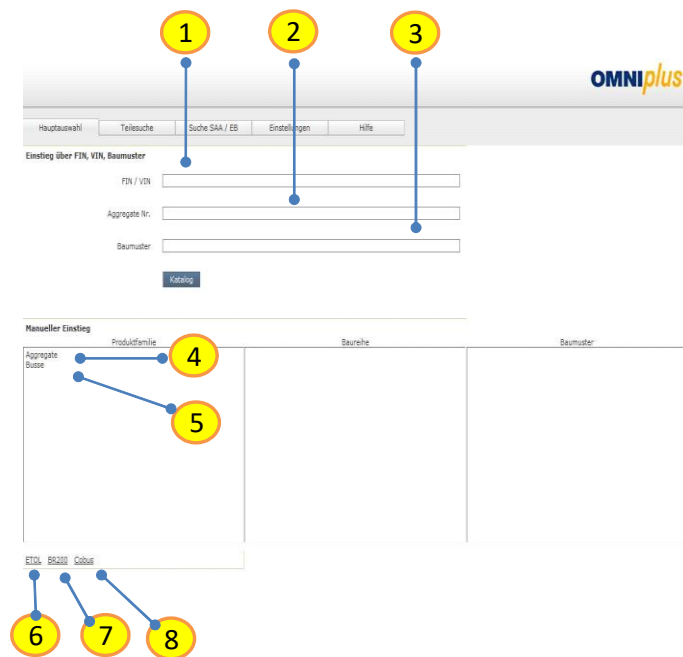 1 2 3
OMNIplus
Hauptauswahl Teilesuche Suche SAA / EB Einstellungen Hilfe
Einstieg über FIN, VIN, Baumuster
FIN / VIN
Aggregate Nr.
Baumuster
Katalog
Manueller Einstieg
Produktfamilie Baureihe Baumuster
Aggregate
Busse
4
5
ETOL BR200 Cobus
6 7 8